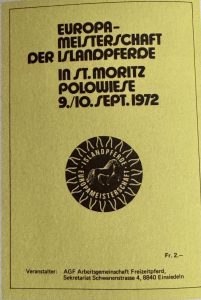 EUROPA-
MEISTERSCHAFT
DER ISLANDPFERDE
IN ST. MORITZ
POLOWIESE
9./10. SEPT. 1972
ISLANDPFERDE
EUROPAMEISTERSCHAFT
Fr. 2.–
Veranstalter: AGF Arbeitsgemeinschaft Freizeitpferd,
Sekretariat Schwanenstrasse 4, 8840 Einsiedeln